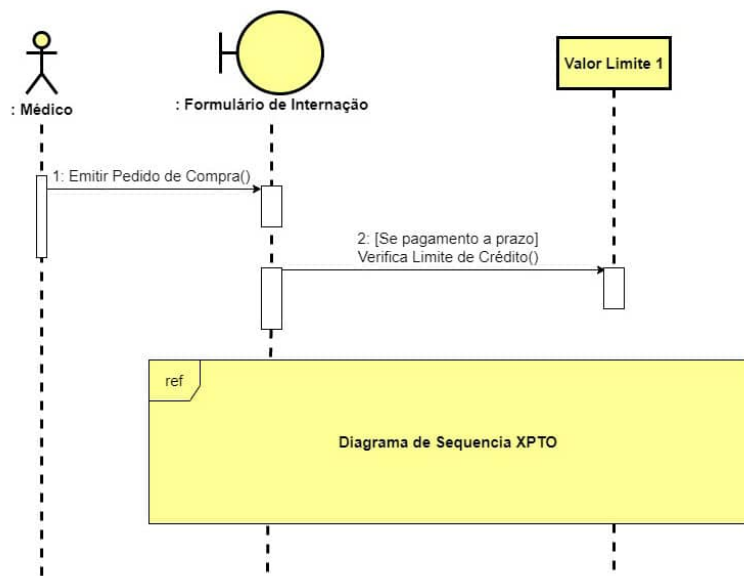 Valor Limite 1
: Médico
: Formulário de Internação
1: Emitir Pedido de Compra()
2: [Se pagamento a prazo]
Verifica Limite de Crédito()
ref
Diagrama de Sequencia XPTO